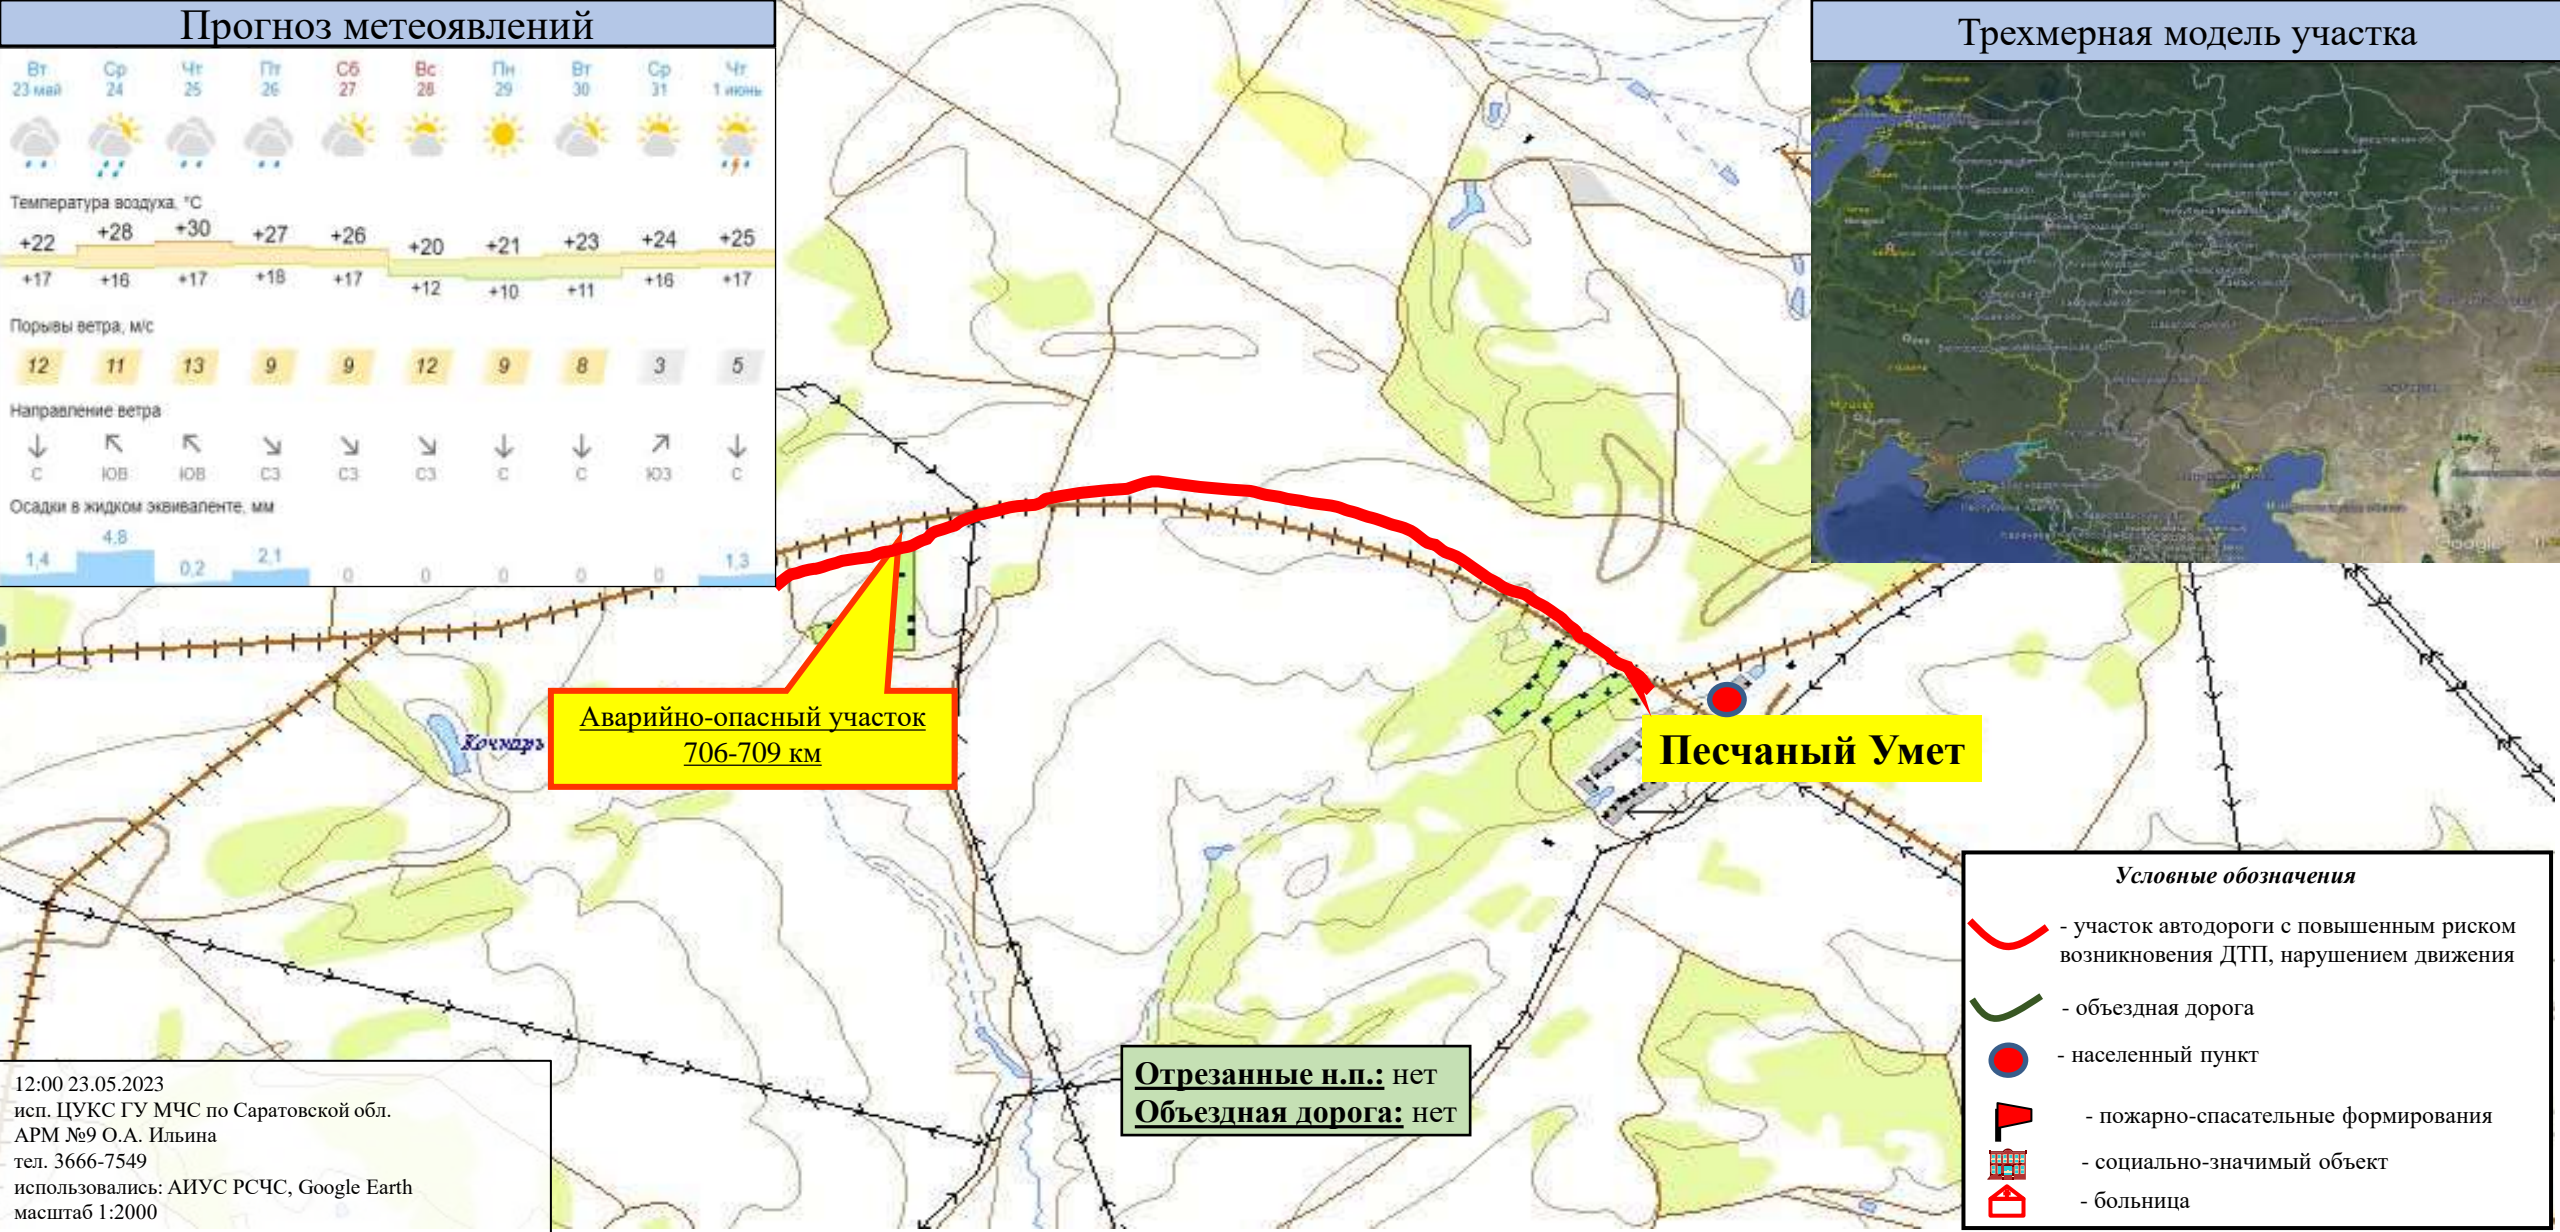 Прогноз метеоявлений
Вт Ср Чт Пт Сб Вс Пн Вт Ср Чт
23 май 24 25 26 27 28 29 30 31 1 июнь
Температура воздуха, °C
+22 +28 +30 +27 +26 +20 +21 +23 +24 +25
+17 +16 +17 +18 +17 +12 +10 +11 +16 +17
Порывы ветра, м/с
12 11 13 9 9 12 9 8 3 5
Направление ветра
С ЮВ ЮВ СЗ СЗ СЗ С С ЮЗ С
Осадки в жидком эквиваленте, мм
1,4 4,8 0,2 2,1 0 0 0 0 0 1,3
Трехмерная модель участка
Google
Аварийно-опасный участок
706-709 км
Кочнарь
Песчаный Умет
Отрезанные н.п.: нет
Объездная дорога: нет
12:00 23.05.2023
исп. ЦУКС ГУ МЧС по Саратовской обл.
АРМ №9 О.А. Ильина
тел. 3666-7549
использовались: АИУС РСЧС, Google Earth
масштаб 1:2000
Условные обозначения
- участок автодороги с повышенным риском
возникновения ДТП, нарушением движения
- объездная дорога
- населенный пункт
- пожарно-спасательные формирования
- социально-значимый объект
- больница